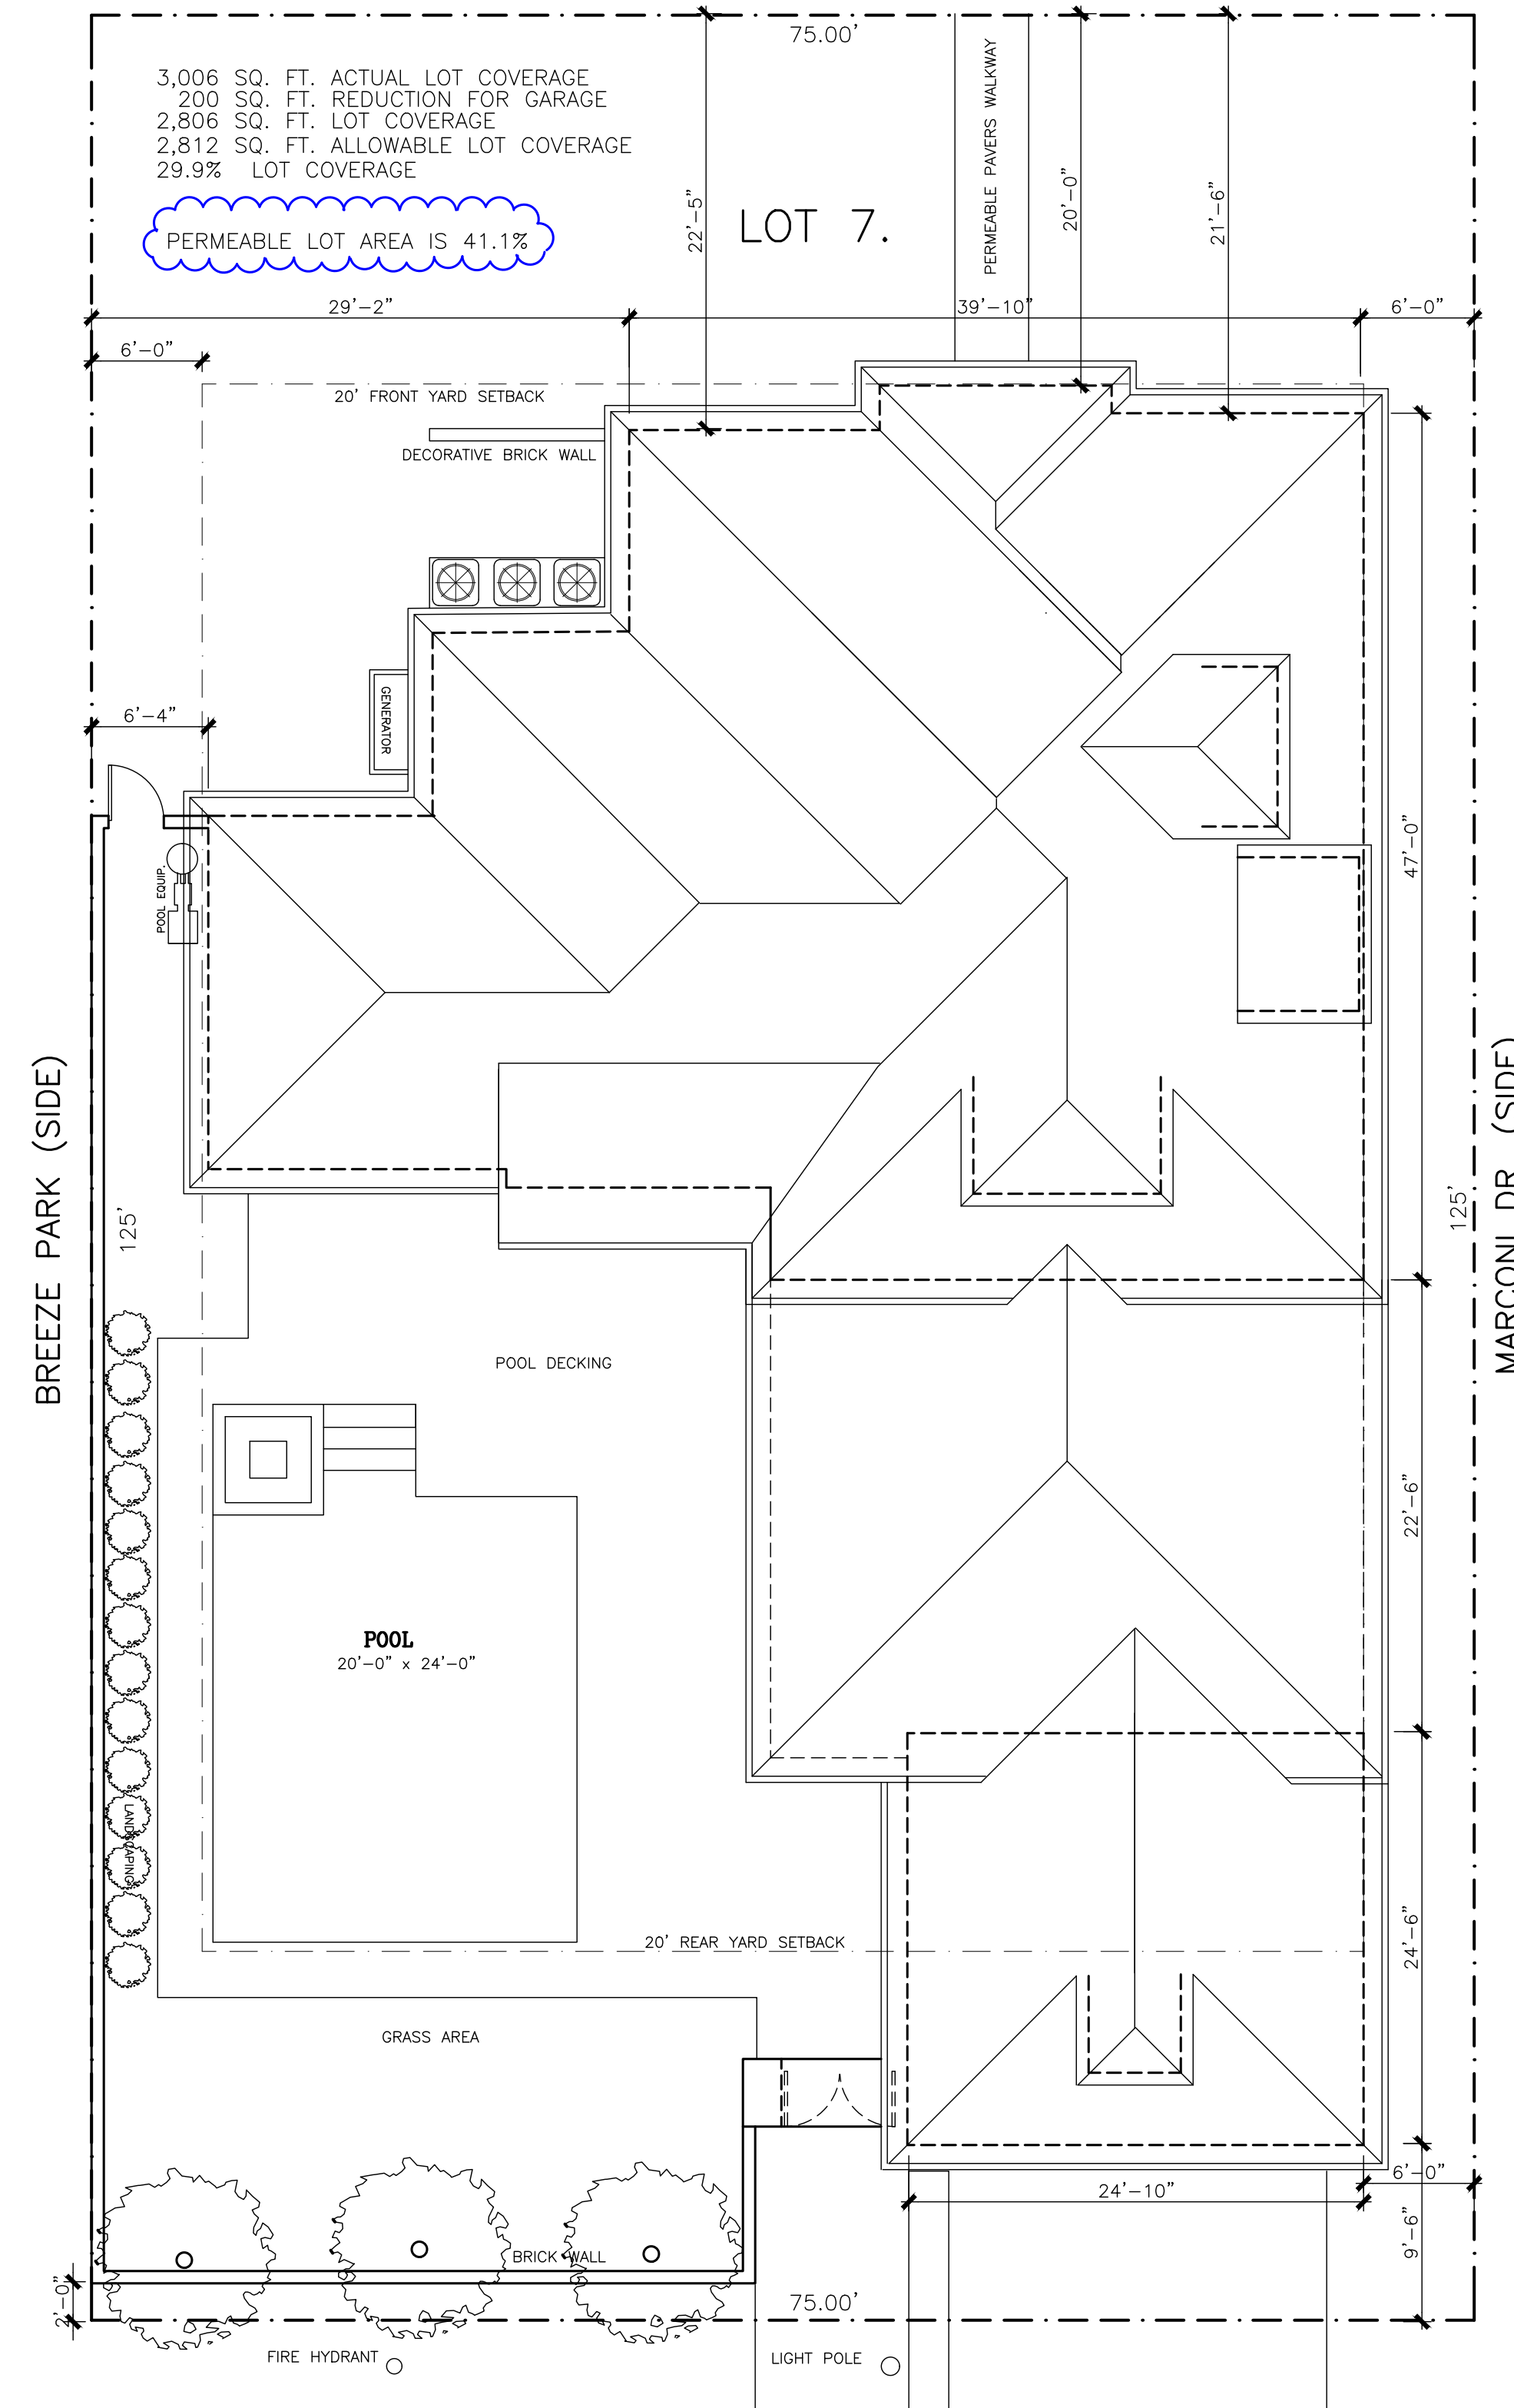 75.00'
3,006 SQ. FT. ACTUAL LOT COVERAGE
200 SQ. FT. REDUCTION FOR GARAGE
2,806 SQ. FT. LOT COVERAGE
2,812 SQ. FT. ALLOWABLE LOT COVERAGE
29.9% LOT COVERAGE
PERMEABLE LOT AREA IS 41.1%
22'-5"
LOT 7.
PERMEABLE PAVERS WALKWAY
20'-0"
21'-6"
29'-2"
39'-10"
6'-0"
6'-0"
20' FRONT YARD SETBACK
DECORATIVE BRICK WALL
GENERATOR
6'-4"
POOL EQUIP.
47'-0"
BREEZE PARK (SIDE)
125'
125'
MARCONI DR. (SIDE)
POOL DECKING
22'-6"
POOL
20'-0" x 24'-0"
LANDSCAPING
20' REAR YARD SETBACK
24'-6"
GRASS AREA
24'-10"
6'-0"
9'-6"
BRICK WALL
2'-0"
75.00'
FIRE HYDRANT
LIGHT POLE